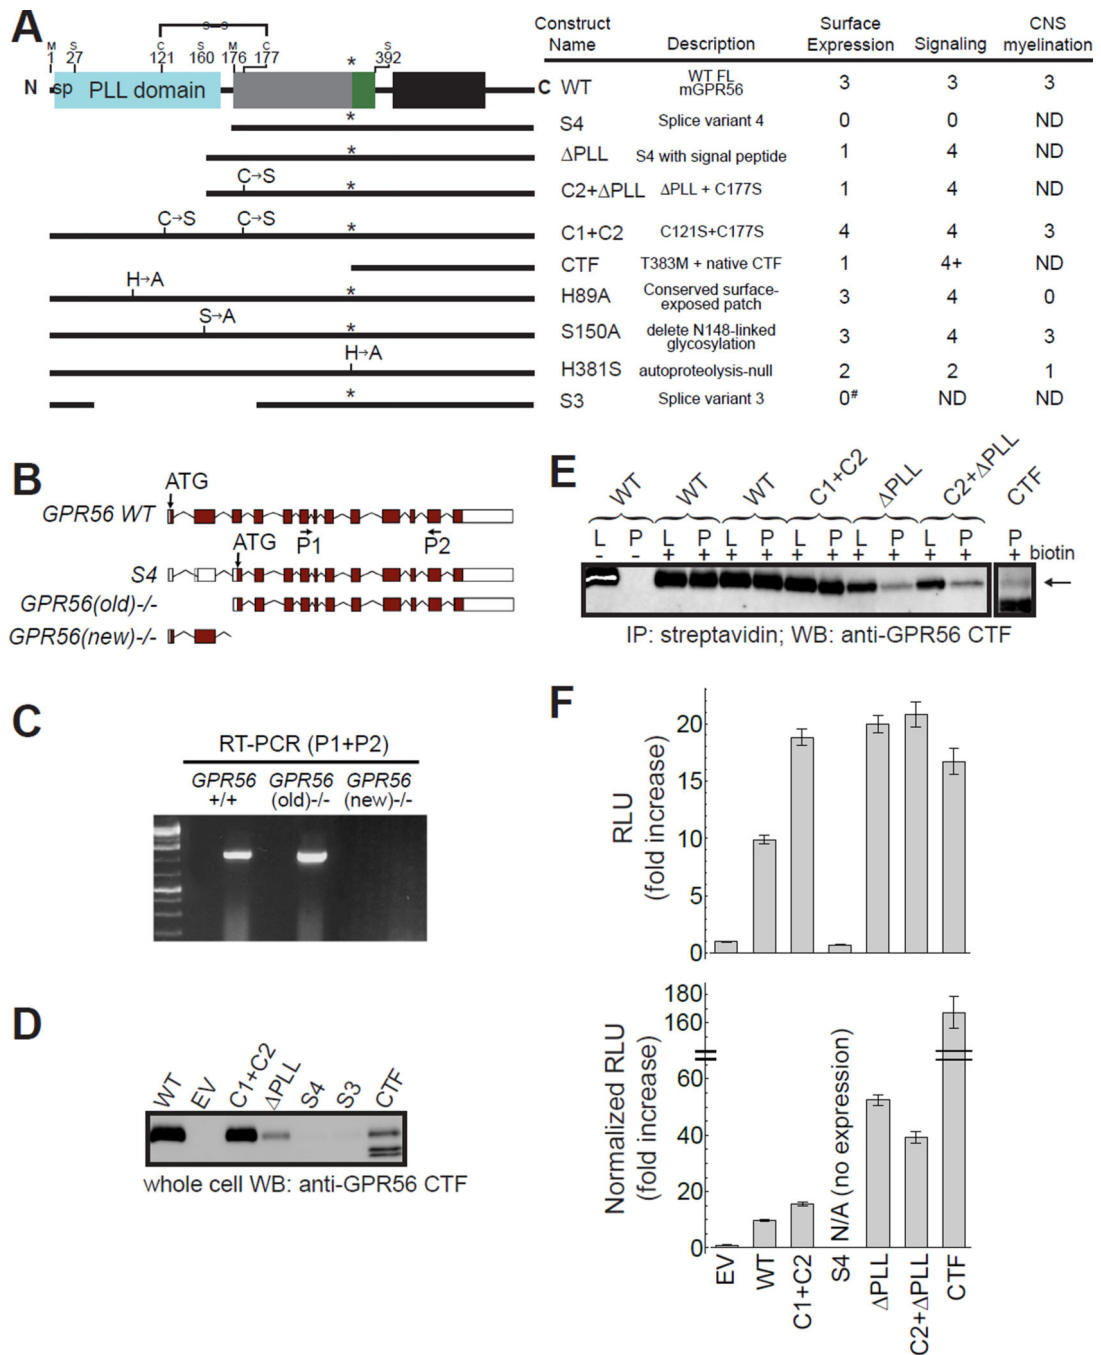 A
S–S
M S C S M C S
1 27 121 160 176 177 392
*
N sp PLL domain C
Construct Name Description Surface Expression Signaling CNS myelination
WT WT FL mGPR56 3 3 3
* S4 Splice variant 4 0 0 ND
* ΔPLL S4 with signal peptide 1 4 ND
C→S * C2+ΔPLL ΔPLL + C177S 1 4 ND
C→S C→S * C1+C2 C121S+C177S 4 4 3
CTF T383M + native CTF 1 4+ ND
H→A * H89A Conserved surface-exposed patch 3 4 0
S→A * S150A delete N148-linked glycosylation 3 4 3
H→A H381S autoproteolysis-null 2 2 1
* S3 Splice variant 3 0# ND ND
B
ATG
GPR56 WT
P1 P2
ATG
S4
GPR56(old)-/-
GPR56(new)-/-
C
RT-PCR (P1+P2)
GPR56 +/+ GPR56 (old)-/- GPR56 (new)-/-
D
WT EV C1+C2 ΔPLL S4 S3 CTF
whole cell WB: anti-GPR56 CTF
E
WT WT WT C1+C2 ΔPLL C2+ΔPLL CTF
L P L P L P L P L P L P P
- - + + + + + + + + + + + biotin
IP: streptavidin; WB: anti-GPR56 CTF
F
RLU (fold increase)
20
15
10
5
0
Normalized RLU (fold increase)
180
160
60
40
20
0
N/A (no expression)
EV WT C1+C2 S4 ΔPLL C2+ΔPLL CTF